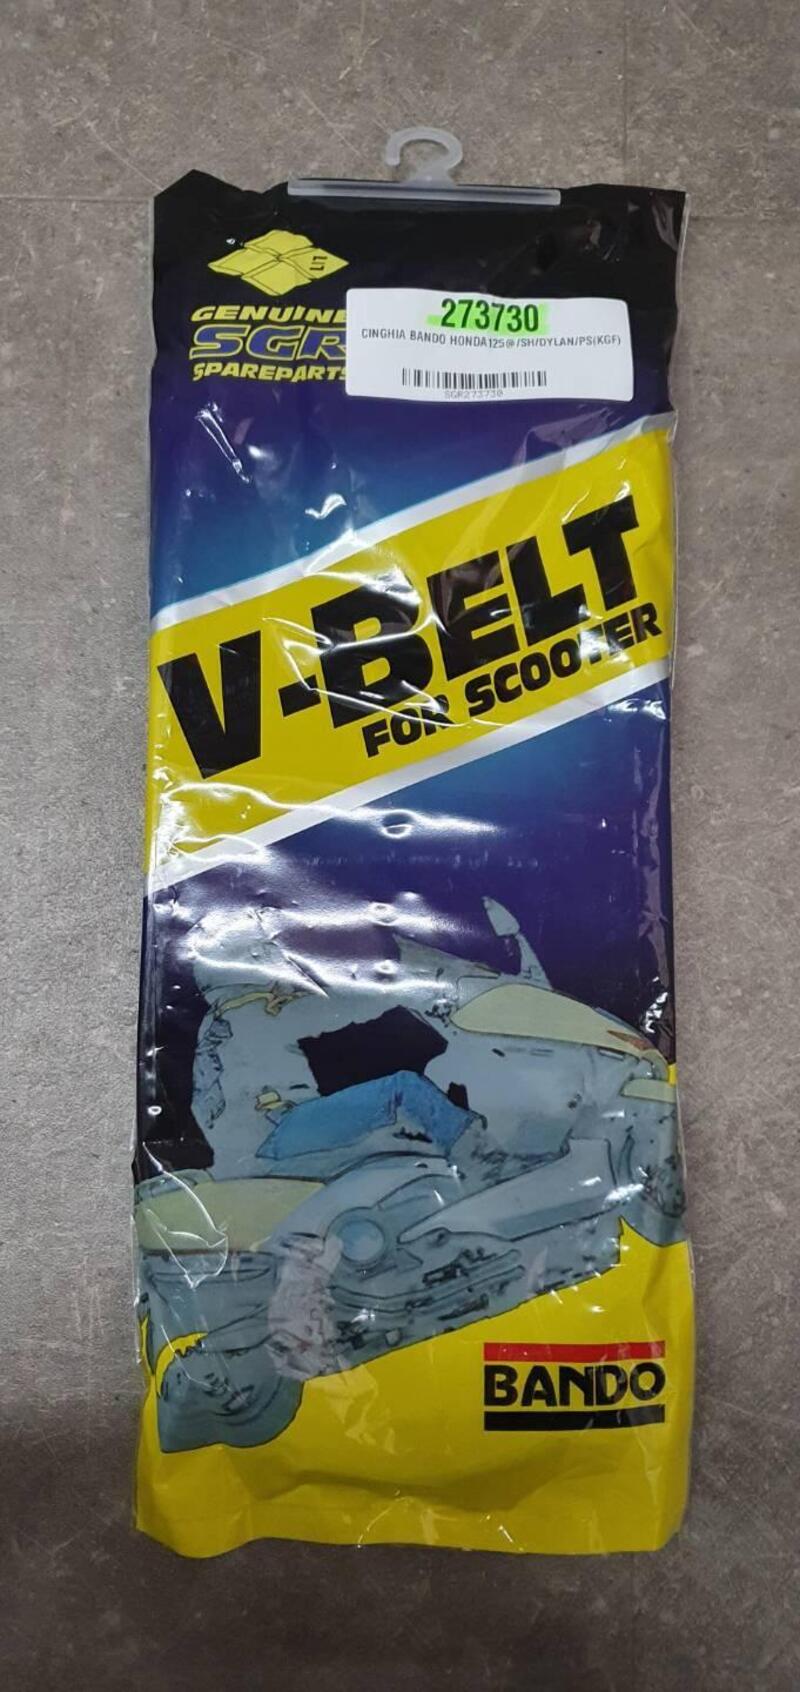 GENUINE
SGR
SPAREPARTS
273730
CINGHIA BANDO HONDA125@/SH/DYLAN/PS(KGF)
SGR273730
V-BELT
FOR SCOOTER
BANDO